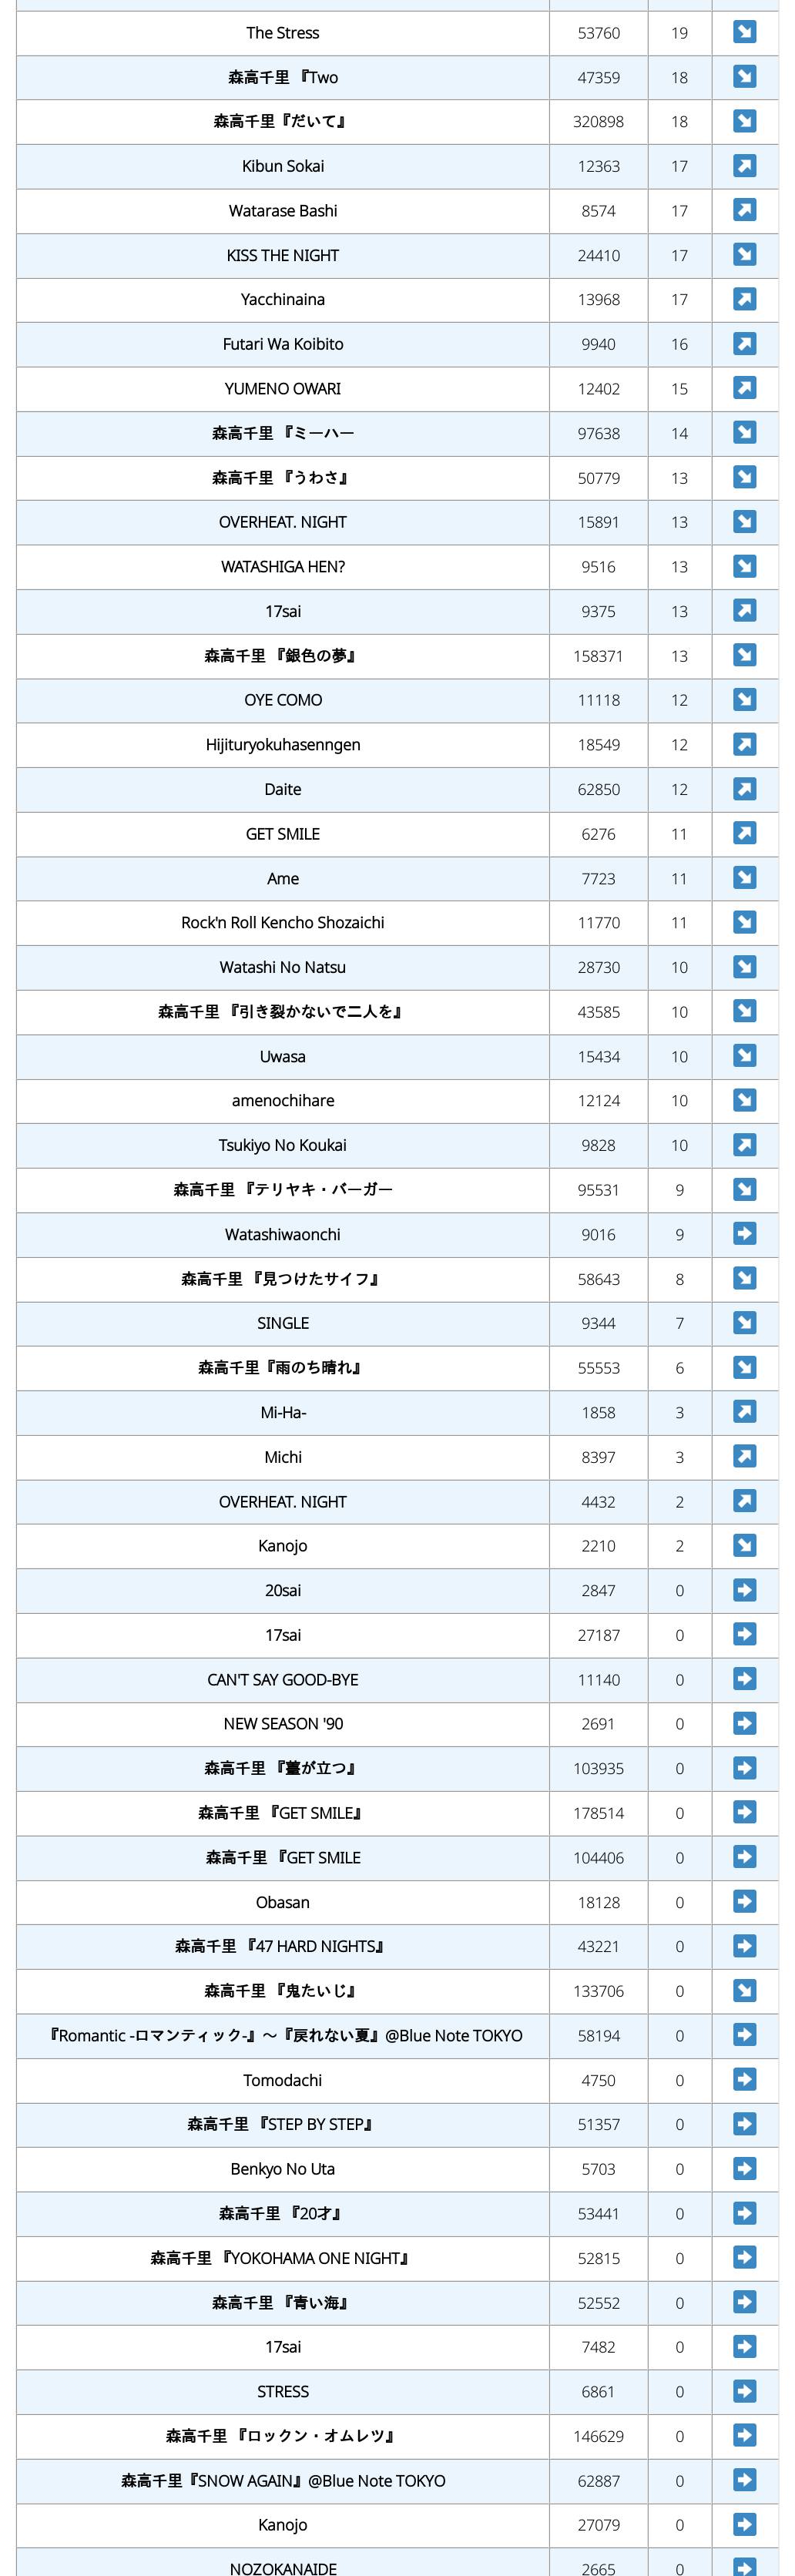 The Stress 53760 19
森高千里 『Two 47359 18
森高千里『だいて』 320898 18
Kibun Sokai 12363 17
Watarase Bashi 8574 17
KISS THE NIGHT 24410 17
Yacchinaina 13968 17
Futari Wa Koibito 9940 16
YUMENO OWARI 12402 15
森高千里 『ミーハー 97638 14
森高千里 『うわさ』 50779 13
OVERHEAT. NIGHT 15891 13
WATASHIGA HEN? 9516 13
17sai 9375 13
森高千里 『銀色の夢』 158371 13
OYE COMO 11118 12
Hijituryokuhasenngen 18549 12
Daite 62850 12
GET SMILE 6276 11
Ame 7723 11
Rock'n Roll Kencho Shozaichi 11770 11
Watashi No Natsu 28730 10
森高千里 『引き裂かないで二人を』 43585 10
Uwasa 15434 10
amenochihare 12124 10
Tsukiyo No Koukai 9828 10
森高千里 『テリヤキ・バーガー 95531 9
Watashiwaonchi 9016 9
森高千里 『見つけたサイフ』 58643 8
SINGLE 9344 7
森高千里『雨のち晴れ』 55553 6
Mi-Ha- 1858 3
Michi 8397 3
OVERHEAT. NIGHT 4432 2
Kanojo 2210 2
20sai 2847 0
17sai 27187 0
CAN'T SAY GOOD-BYE 11140 0
NEW SEASON '90 2691 0
森高千里 『薹が立つ』 103935 0
森高千里 『GET SMILE』 178514 0
森高千里 『GET SMILE 104406 0
Obasan 18128 0
森高千里 『47 HARD NIGHTS』 43221 0
森高千里 『鬼たいじ』 133706 0
『Romantic -ロマンティック-』～『戻れない夏』@Blue Note TOKYO 58194 0
Tomodachi 4750 0
森高千里 『STEP BY STEP』 51357 0
Benkyo No Uta 5703 0
森高千里 『20才』 53441 0
森高千里 『YOKOHAMA ONE NIGHT』 52815 0
森高千里 『青い海』 52552 0
17sai 7482 0
STRESS 6861 0
森高千里 『ロックン・オムレツ』 146629 0
森高千里『SNOW AGAIN』@Blue Note TOKYO 62887 0
Kanojo 27079 0
NOZOKANAIDE 2665 0